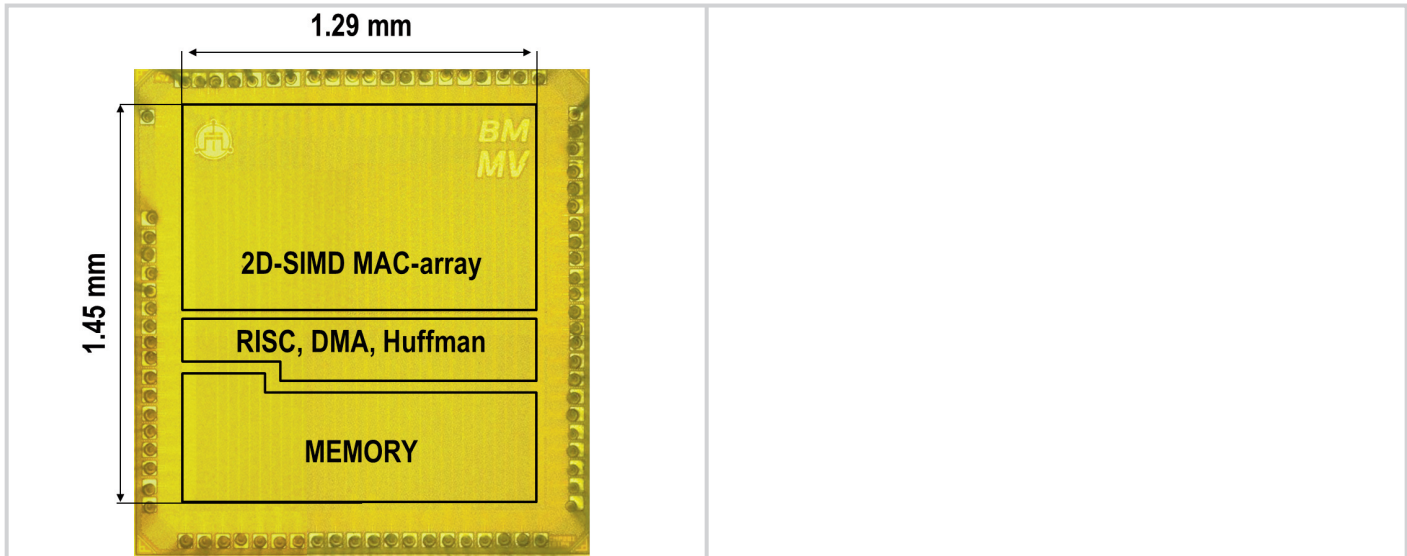 1.29 mm
BM
MV
1.45 mm
2D-SIMD MAC-array
RISC, DMA, Huffman
MEMORY